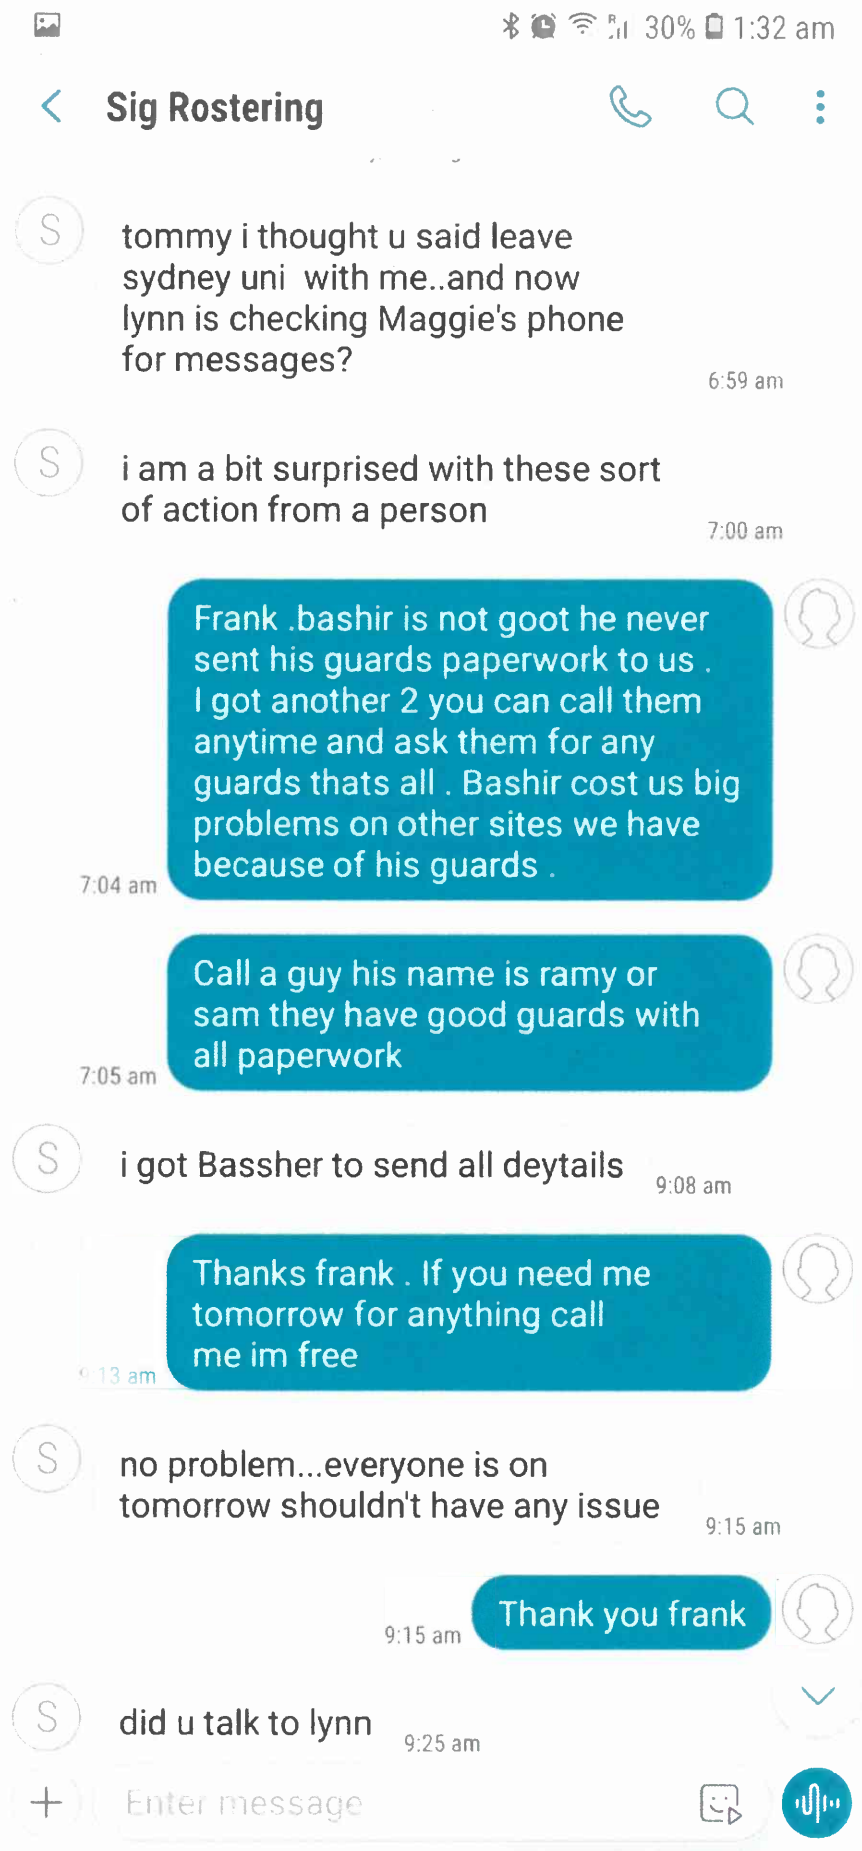 30% 1:32 am
Sig Rostering
S
tommy i thought u said leave
sydney uni with me..and now
lynn is checking Maggie's phone
for messages?
6:59 am
S
i am a bit surprised with these sort
of action from a person
7:00 am
Frank .bashir is not goot he never
sent his guards paperwork to us .
I got another 2 you can call them
anytime and ask them for any
guards thats all . Bashir cost us big
problems on other sites we have
because of his guards .
7:04 am
Call a guy his name is ramy or
sam they have good guards with
all paperwork
7:05 am
S
i got Bassher to send all deytails
9:08 am
Thanks frank . If you need me
tomorrow for anything call
me im free
9:13 am
S
no problem...everyone is on
tomorrow shouldn't have any issue
9:15 am
Thank you frank
9:15 am
S
did u talk to lynn
9:25 am
Enter message